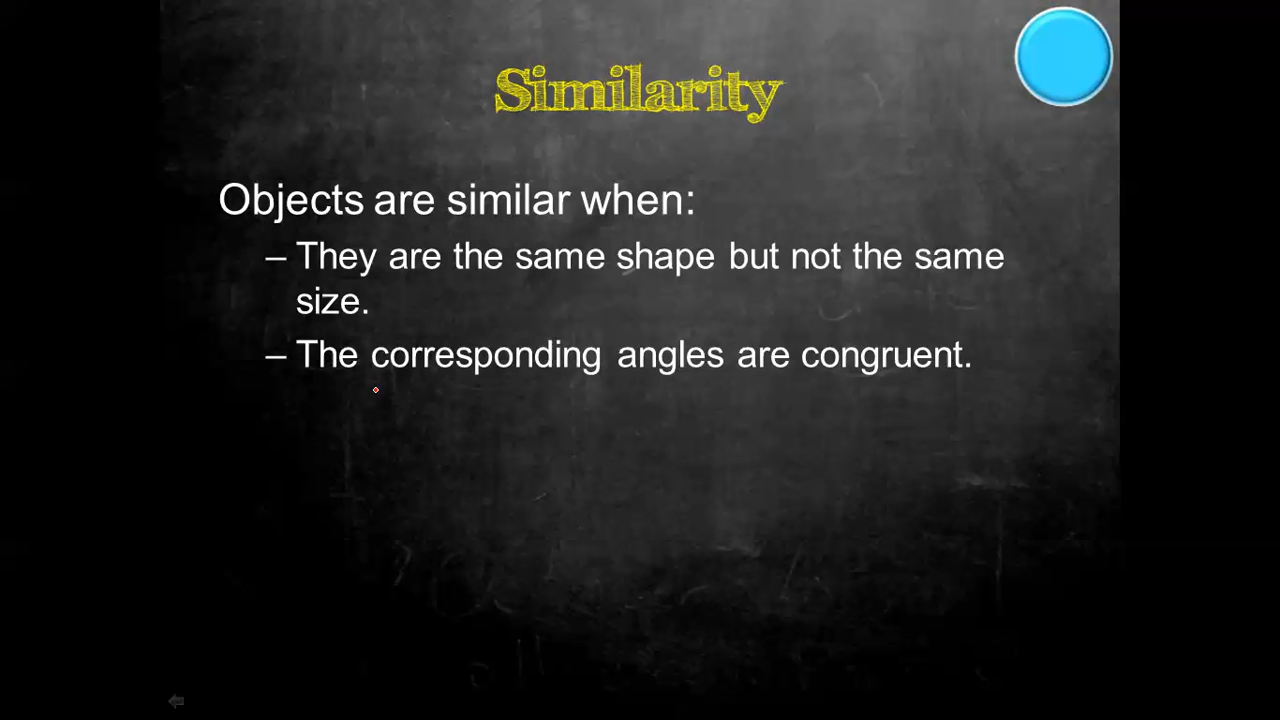 Similarity
Objects are similar when:
– They are the same shape but not the same
size.
– The corresponding angles are congruent.